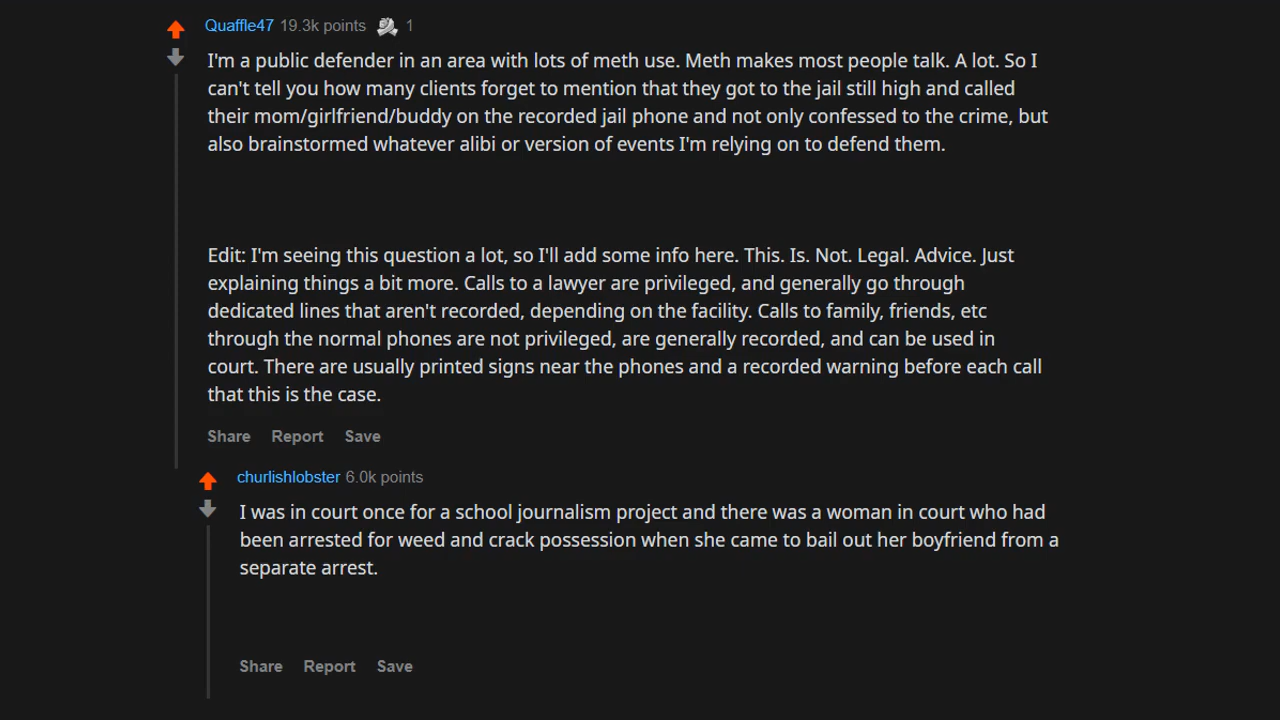 Quaffle47 19.3k points 1
I'm a public defender in an area with lots of meth use. Meth makes most people talk. A lot. So I
can't tell you how many clients forget to mention that they got to the jail still high and called
their mom/girlfriend/buddy on the recorded jail phone and not only confessed to the crime, but
also brainstormed whatever alibi or version of events I'm relying on to defend them.
Edit: I'm seeing this question a lot, so I'll add some info here. This. Is. Not. Legal. Advice. Just
explaining things a bit more. Calls to a lawyer are privileged, and generally go through
dedicated lines that aren't recorded, depending on the facility. Calls to family, friends, etc
through the normal phones are not privileged, are generally recorded, and can be used in
court. There are usually printed signs near the phones and a recorded warning before each call
that this is the case.
Share Report Save
churlishlobster 6.0k points
I was in court once for a school journalism project and there was a woman in court who had
been arrested for weed and crack possession when she came to bail out her boyfriend from a
separate arrest.
Share Report Save